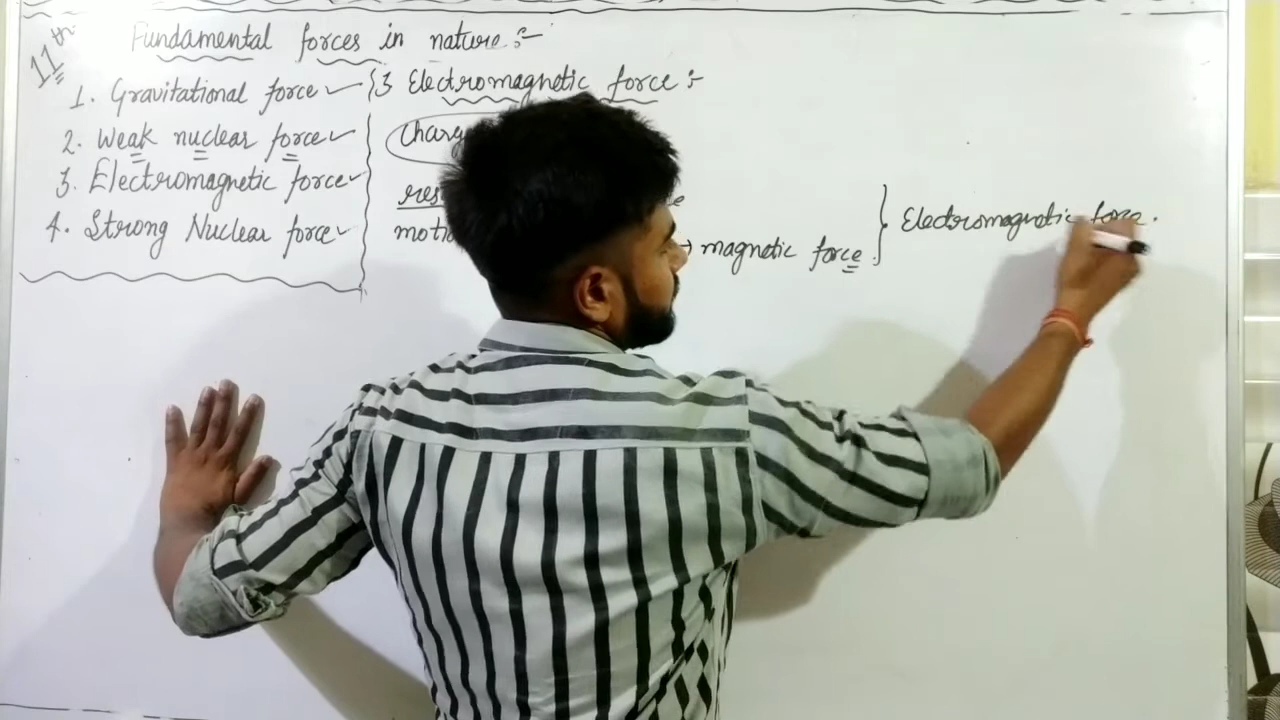 11th
Fundamental forces in nature :-
1. Gravitational force
2. Weak nuclear force
3. Electromagnetic force
4. Strong Nuclear force
3 Electromagnetic force :-
magnetic force
Electromagnetic force.